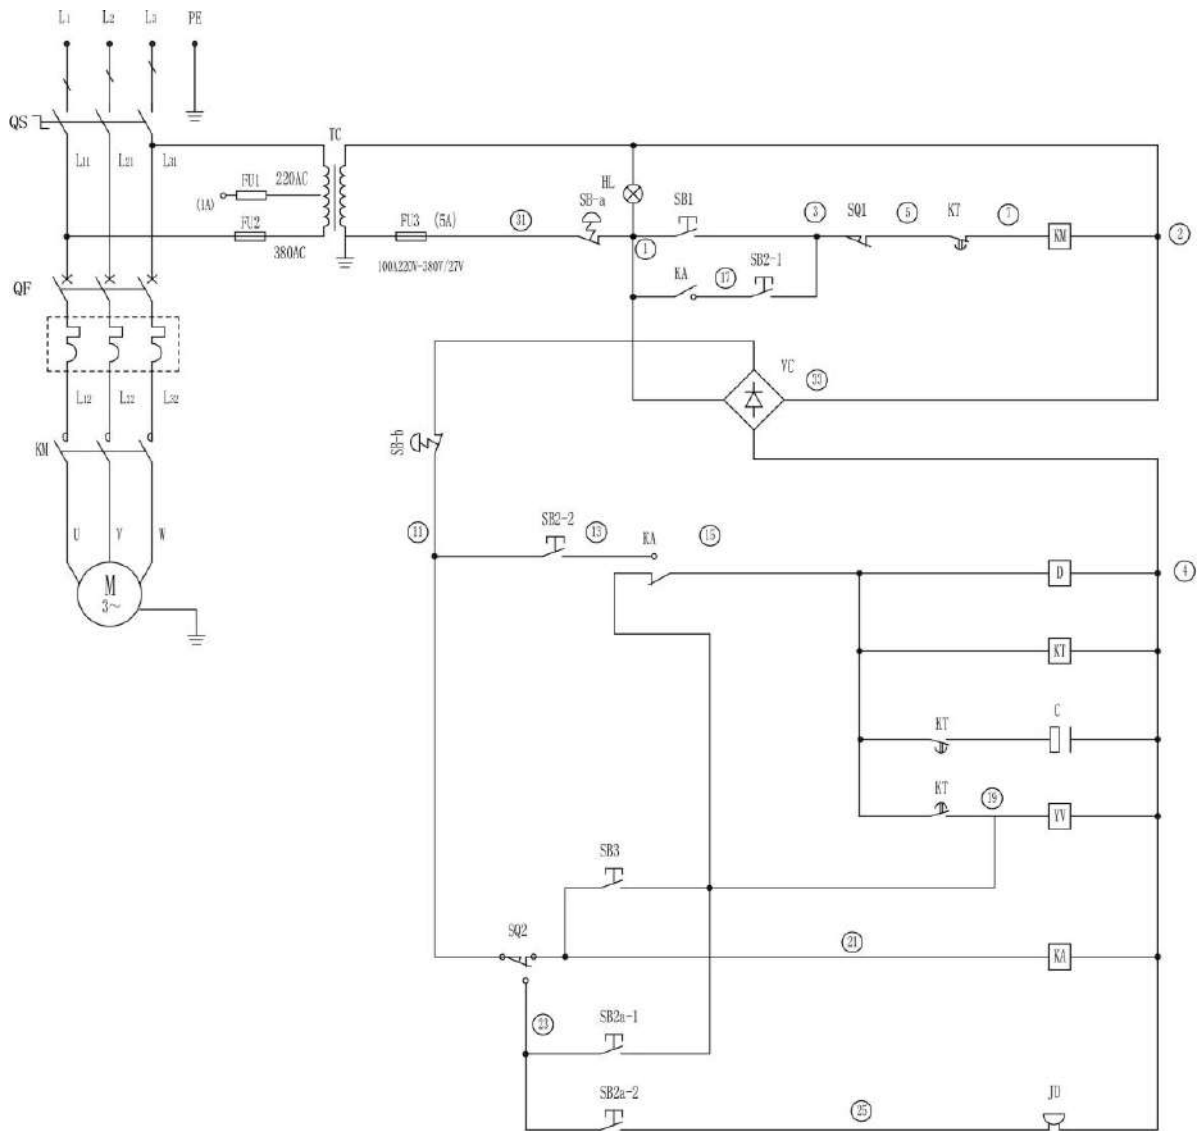 L1 L2 L3 PE
QS
TC
L11 L21 L31
FU1 220AC
(1A)
FU2
380AC
HL
SB-a
SB1
31
FU3 (5A)
100A220V-380V/27V
1
3 SQ1 5 KT 7
KM
2
KA 17 SB2-1
QF
VC 33
L12 L22 L32
KM
SB-b
U V W
M
3～
11
SB2-2 13 KA 15
D
4
KT
KT
C
KT
19
YV
SB3
SQ2
21
KA
23
SB2a-1
SB2a-2
25
JD